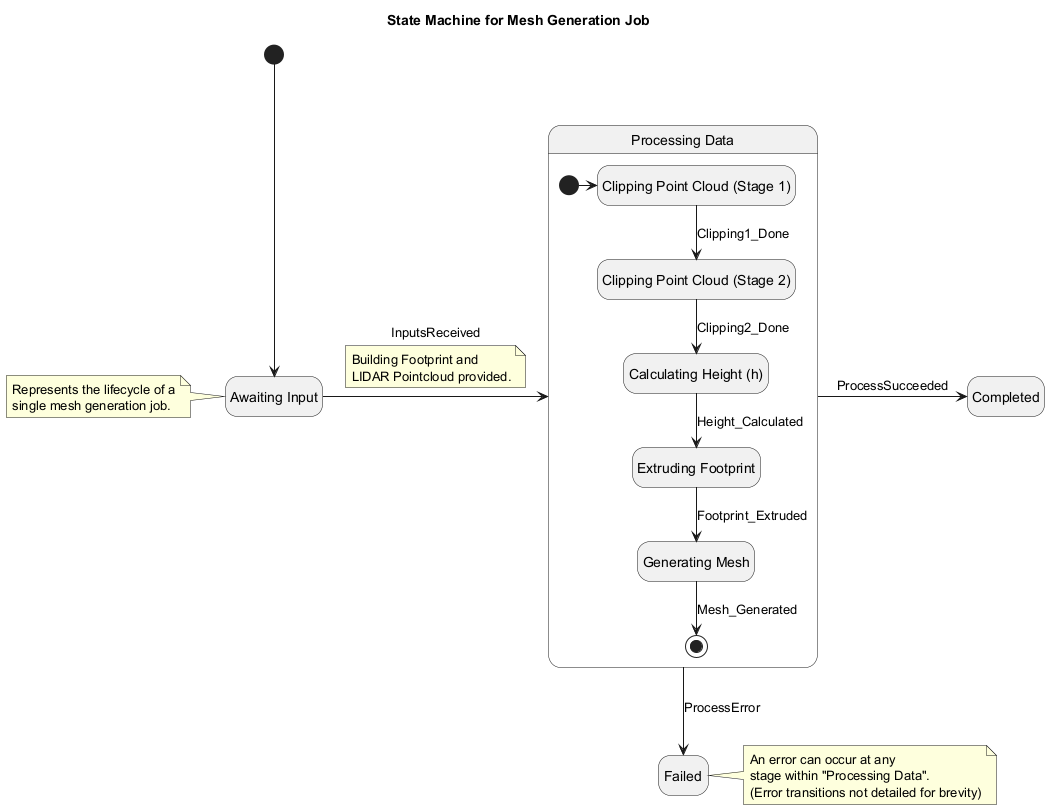 State Machine for Mesh Generation Job
Processing Data
Clipping Point Cloud (Stage 1)
Clipping1_Done
Clipping Point Cloud (Stage 2)
Clipping2_Done
InputsReceived
Building Footprint and
LIDAR Pointcloud provided.
Represents the lifecycle of a
single mesh generation job.
Awaiting Input
Calculating Height (h)
Height_Calculated
Extruding Footprint
Footprint_Extruded
Generating Mesh
Mesh_Generated
ProcessSucceeded
Completed
ProcessError
Failed
An error can occur at any
stage within "Processing Data".
(Error transitions not detailed for brevity)